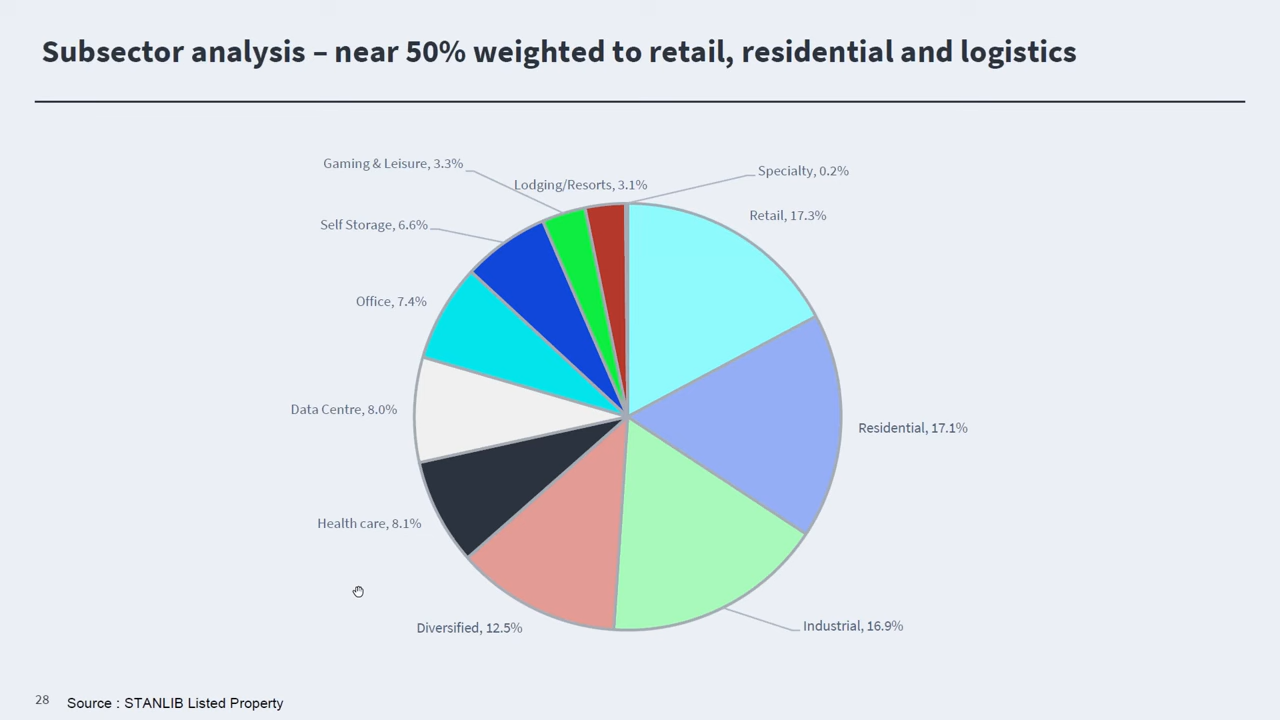 Subsector analysis – near 50% weighted to retail, residential and logistics
Gaming & Leisure, 3.3%
Specialty, 0.2%
Lodging/Resorts, 3.1%
Retail, 17.3%
Self Storage, 6.6%
Office, 7.4%
Data Centre, 8.0%
Residential, 17.1%
Health care, 8.1%
Diversified, 12.5%
Industrial, 16.9%
28 Source : STANLIB Listed Property